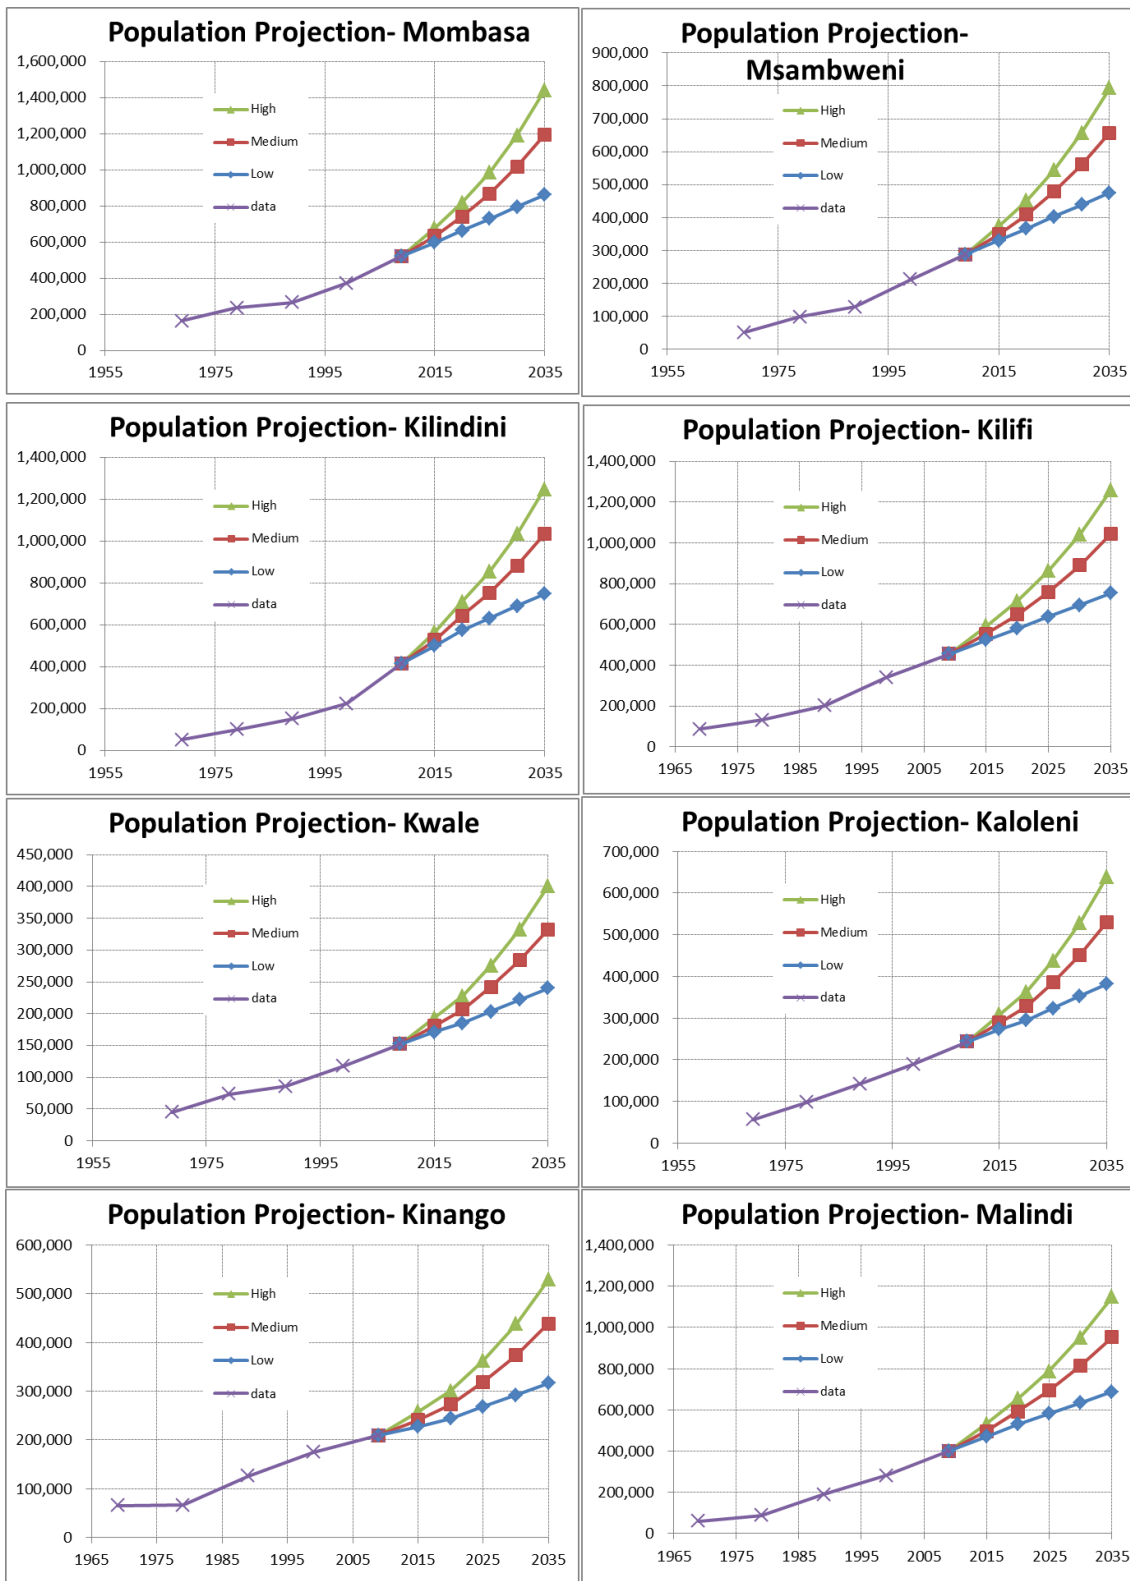 Population Projection- Mombasa
1,600,000
1,400,000
1,200,000
1,000,000
800,000
600,000
400,000
200,000
0
High
Medium
Low
data
1955
1975
1995
2015
2035
Population Projection-
Msambweni
900,000
800,000
700,000
600,000
500,000
400,000
300,000
200,000
100,000
0
High
Medium
Low
data
1955
1975
1995
2015
2035
Population Projection- Kilindini
1,400,000
1,200,000
1,000,000
800,000
600,000
400,000
200,000
0
High
Medium
Low
data
1955
1975
1995
2015
2035
Population Projection- Kilifi
1,400,000
1,200,000
1,000,000
800,000
600,000
400,000
200,000
0
High
Medium
Low
data
1965
1975
1985
1995
2005
2015
2025
2035
Population Projection- Kwale
450,000
400,000
350,000
300,000
250,000
200,000
150,000
100,000
50,000
0
High
Medium
Low
data
1955
1975
1995
2015
2035
Population Projection- Kaloleni
700,000
600,000
500,000
400,000
300,000
200,000
100,000
0
High
Medium
Low
data
1955
1975
1995
2015
2035
Population Projection- Kinango
600,000
500,000
400,000
300,000
200,000
100,000
0
High
Medium
Low
data
1965
1975
1985
1995
2005
2015
2025
2035
Population Projection- Malindi
1,400,000
1,200,000
1,000,000
800,000
600,000
400,000
200,000
0
High
Medium
Low
data
1965
1975
1985
1995
2005
2015
2025
2035